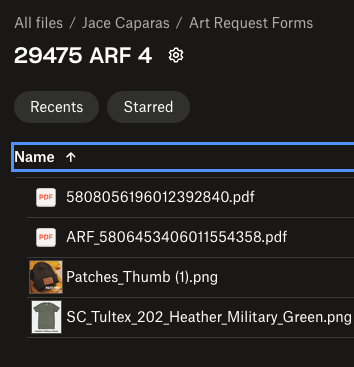 All files / Jace Caparas / Art Request Forms
29475 ARF 4
Recents Starred
Name ↑
PDF 5808056196012392840.pdf
PDF ARF_5806453406011554358.pdf
Patches_Thumb (1).png
SC_Tultex_202_Heather_Military_Green.png